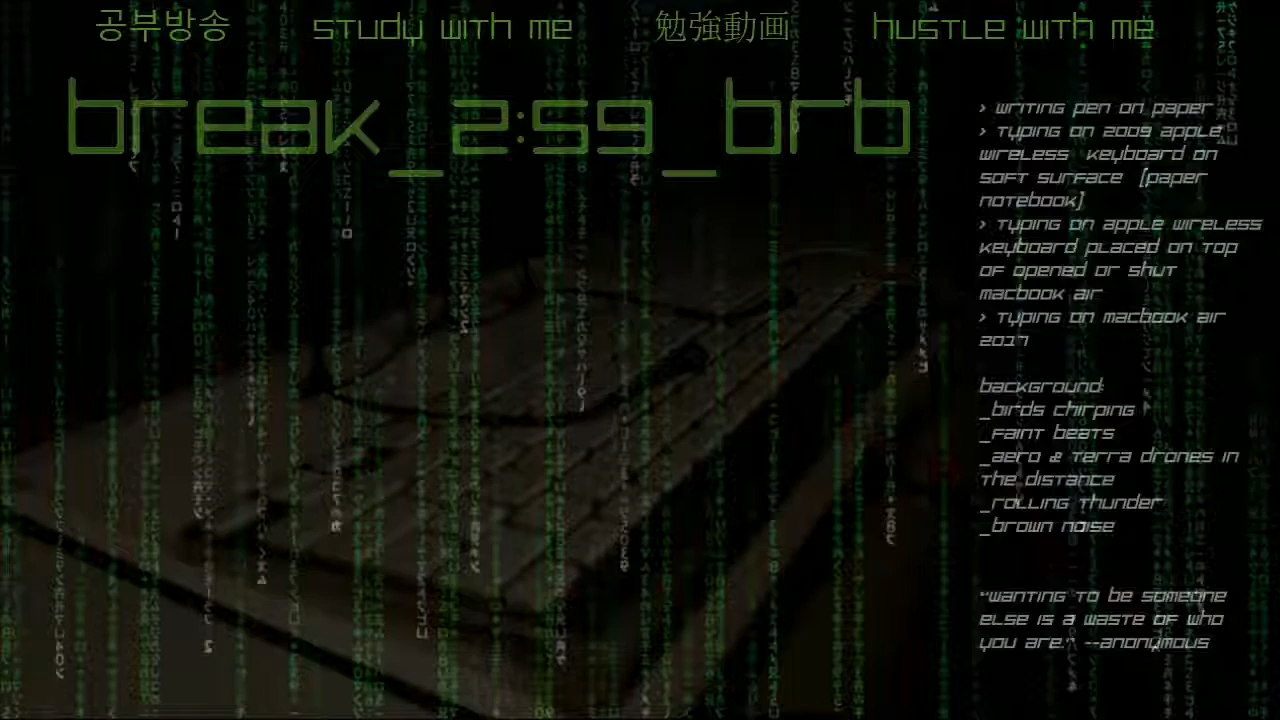 공부방송 study with me 勉強動画 hustle with me
break_2:59_brb
> writing pen on paper
> typing on 2009 apple
wireless keyboard on
soft surface [paper
notebook]
> typing on apple wireless
keyboard placed on top
of opened or shut
macbook air
> typing on macbook air
2017
background:
_birds chirping
_faint beats
_aero & terra drones in
the distance
_rolling thunder
_brown noise
"wanting to be someone
else is a waste of who
you are." --anonymous